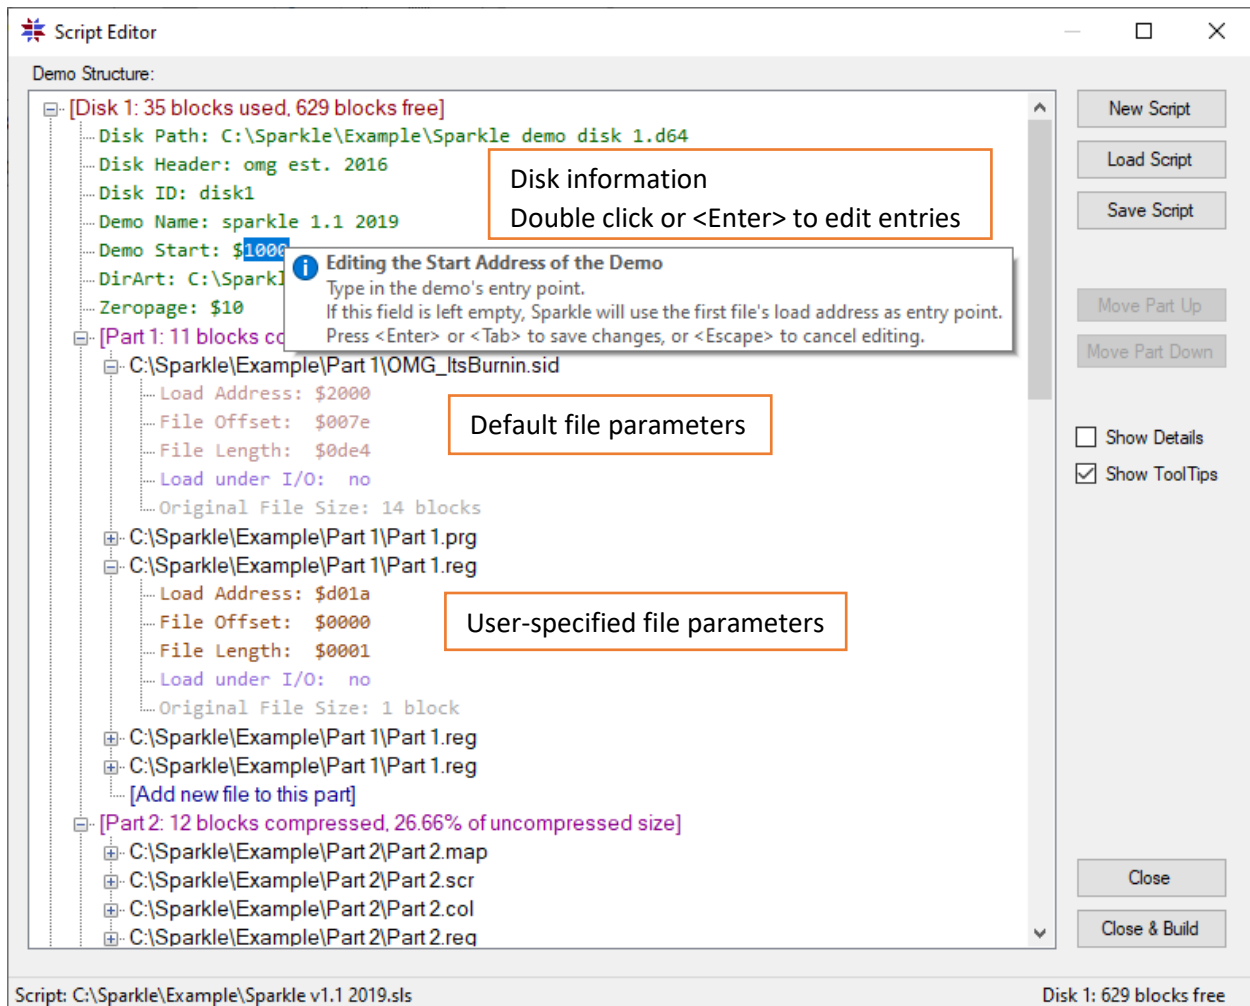 Script Editor
Demo Structure:
[Disk 1: 35 blocks used, 629 blocks free]
Disk Path: C:\Sparkle\Example\Sparkle demo disk 1.d64
Disk Header: omg est. 2016
Disk ID: disk1
Demo Name: sparkle 1.1 2019
Demo Start: $1000
DirArt: C:\Sparkl
Zeropage: $10
Disk information
Double click or <Enter> to edit entries
Editing the Start Address of the Demo
Type in the demo's entry point.
If this field is left empty, Sparkle will use the first file's load address as entry point.
Press <Enter> or <Tab> to save changes, or <Escape> to cancel editing.
[Part 1: 11 blocks co
C:\Sparkle\Example\Part 1\OMG_ItsBurnin.sid
Load Address: $2000
File Offset: $007e
File Length: $0de4
Load under I/O: no
Original File Size: 14 blocks
Default file parameters
C:\Sparkle\Example\Part 1\Part 1.prg
C:\Sparkle\Example\Part 1\Part 1.reg
Load Address: $d01a
File Offset: $0000
File Length: $0001
Load under I/O: no
Original File Size: 1 block
User-specified file parameters
C:\Sparkle\Example\Part 1\Part 1.reg
C:\Sparkle\Example\Part 1\Part 1.reg
[Add new file to this part]
[Part 2: 12 blocks compressed, 26.66% of uncompressed size]
C:\Sparkle\Example\Part 2\Part 2.map
C:\Sparkle\Example\Part 2\Part 2.scr
C:\Sparkle\Example\Part 2\Part 2.col
C:\Sparkle\Example\Part 2\Part 2.reg
New Script
Load Script
Save Script
Move Part Up
Move Part Down
Show Details
Show ToolTips
Close
Close & Build
Script: C:\Sparkle\Example\Sparkle v1.1 2019.sls
Disk 1: 629 blocks free